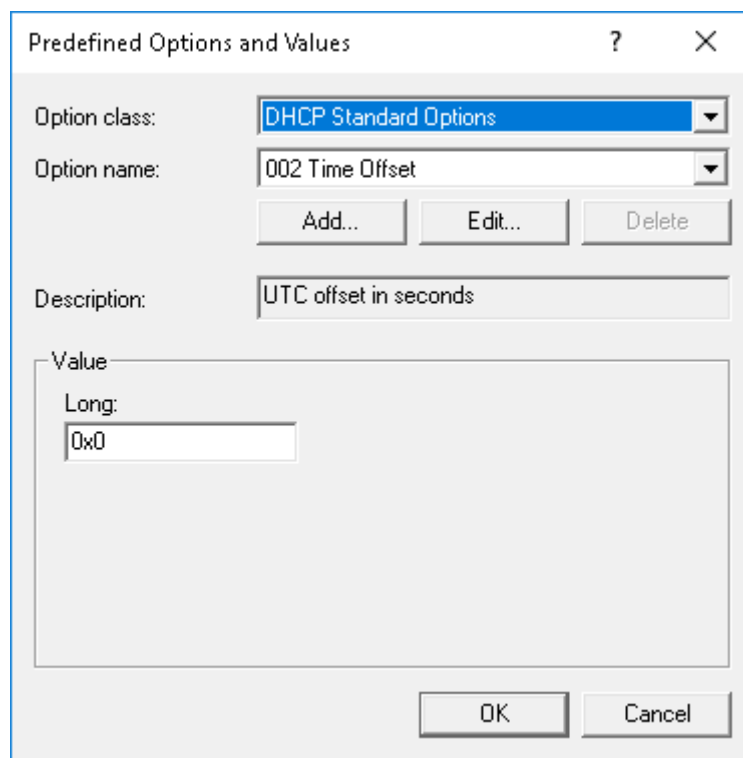 Predefined Options and Values ?
Option class: DHCP Standard Options
Option name: 002 Time Offset
Add... Edit... Delete
Description: UTC offset in seconds
Value
Long:
0x0
OK Cancel